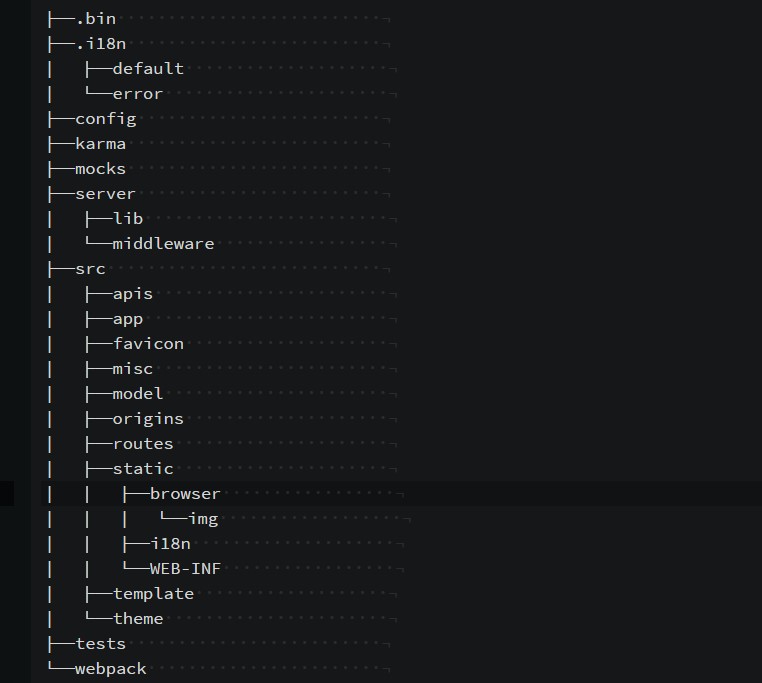 ├──.bin
├──.i18n
│   ├──default
│   └──error
├──config
├──karma
├──mocks
├──server
│   ├──lib
│   └──middleware
├──src
│   ├──apis
│   ├──app
│   ├──favicon
│   ├──misc
│   ├──model
│   ├──origins
│   ├──routes
│   ├──static
│   │   ├──browser
│   │   │   └──img
│   │   ├──i18n
│   │   └──WEB-INF
│   ├──template
│   └──theme
├──tests
└──webpack